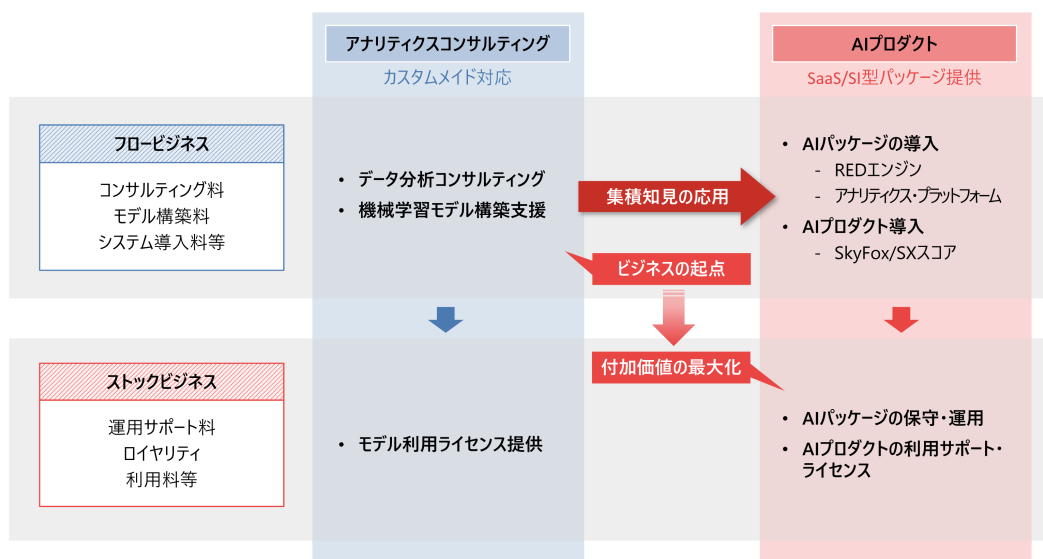 アナリティクスコンサルティング
カスタムメイド対応
AIプロダクト
SaaS/SI型パッケージ提供
フロービジネス
コンサルティング料
モデル構築料
システム導入料等
・ データ分析コンサルティング
・ 機械学習モデル構築支援
集積知見の応用
ビジネスの起点
・ AIパッケージの導入
- REDエンジン
- アナリティクス・プラットフォーム
・ AIプロダクト導入
- SkyFox/SXスコア
付加価値の最大化
ストックビジネス
運用サポート料
ロイヤリティ
利用料等
・ モデル利用ライセンス提供
・ AIパッケージの保守・運用
・ AIプロダクトの利用サポート・
ライセンス